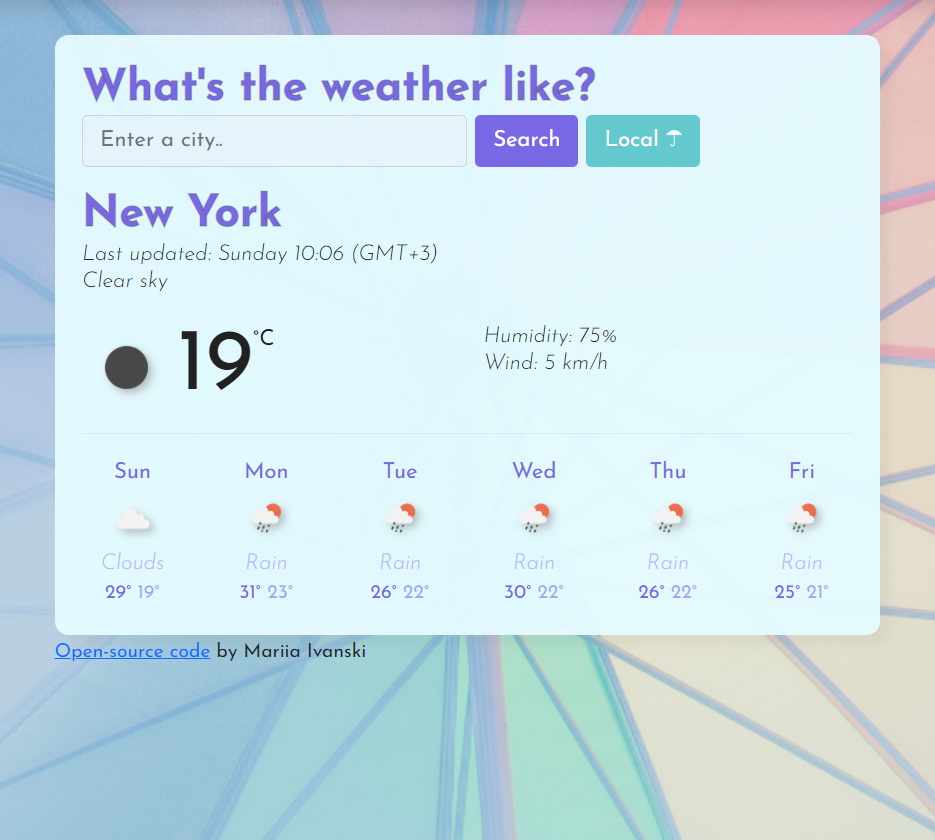 What's the weather like?
Enter a city..
Search
Local
New York
Last updated: Sunday 10:06 (GMT+3)
Clear sky
19 °C
Humidity: 75%
Wind: 5 km/h
Sun Mon Tue Wed Thu Fri
Clouds Rain Rain Rain Rain Rain
29° 19° 31° 23° 26° 22° 30° 22° 26° 22° 25° 21°
Open-source code by Mariia Ivanski